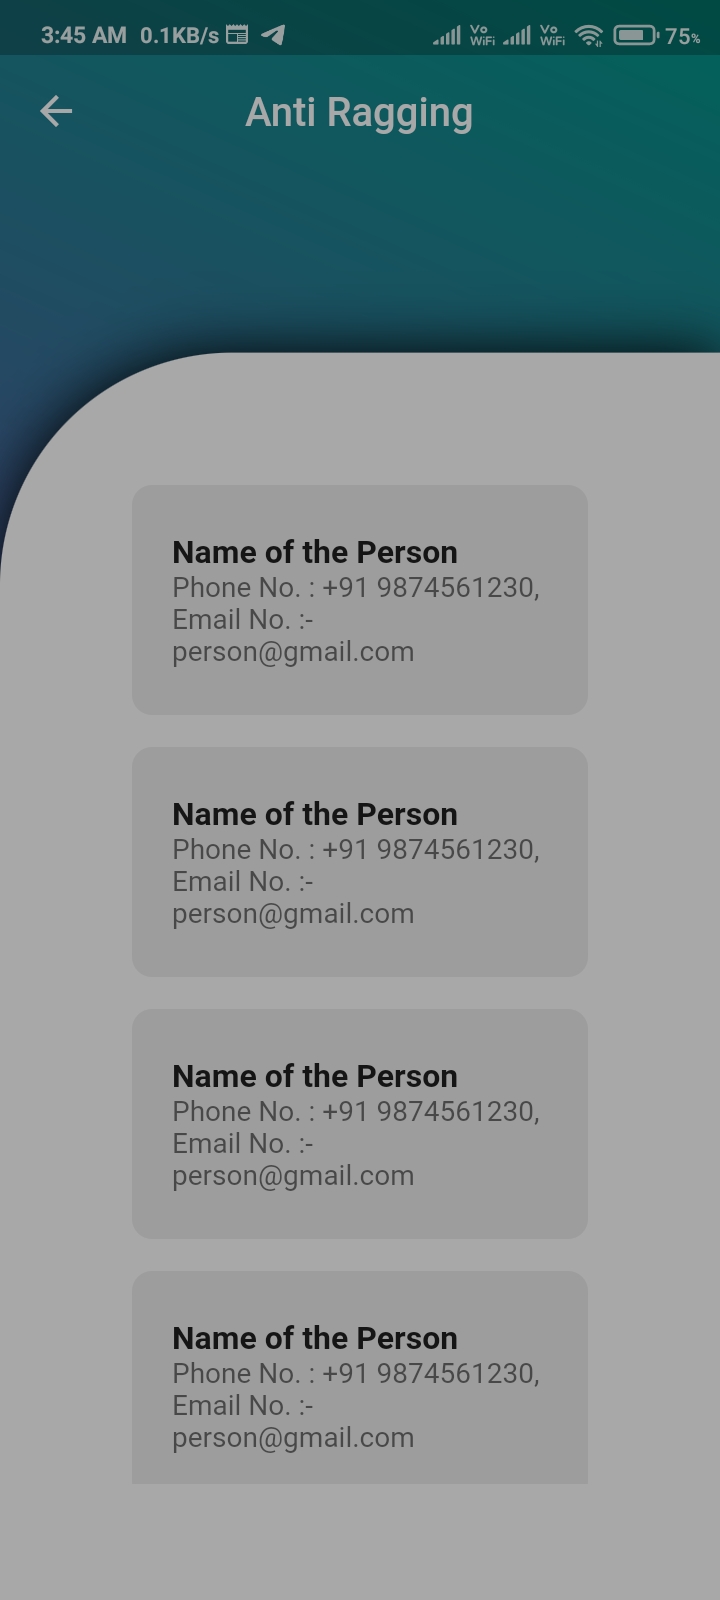 3:45 AM 0.1KB/s Vo WiFi Vo WiFi 75%
Anti Ragging
Name of the Person
Phone No. : +91 9874561230,
Email No. :-
person@gmail.com
Name of the Person
Phone No. : +91 9874561230,
Email No. :-
person@gmail.com
Name of the Person
Phone No. : +91 9874561230,
Email No. :-
person@gmail.com
Name of the Person
Phone No. : +91 9874561230,
Email No. :-
person@gmail.com